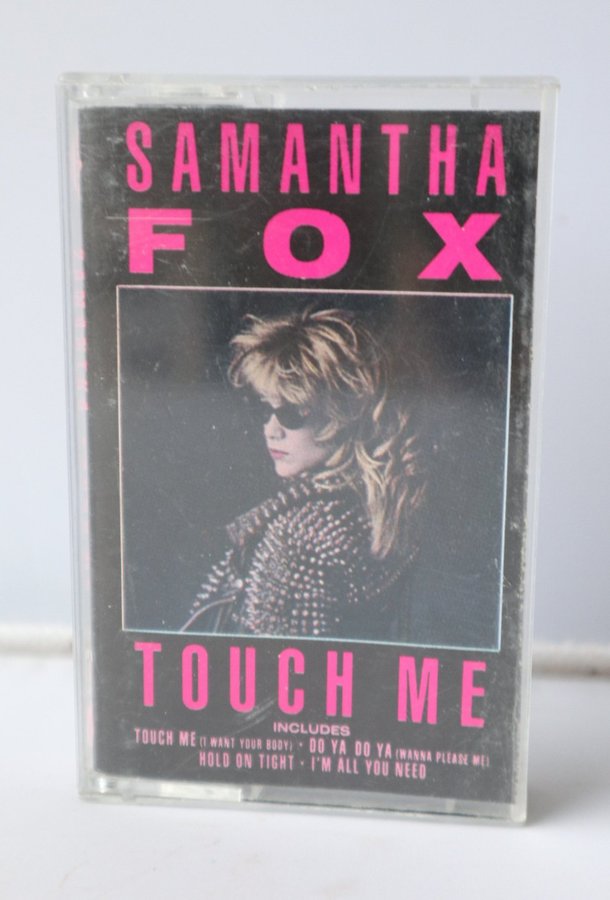 SAMANTHA
FOX
TOUCH ME
INCLUDES
TOUCH ME (I WANT YOUR BODY) · DO YA DO YA (WANNA PLEASE ME)
HOLD ON TIGHT · I'M ALL YOU NEED